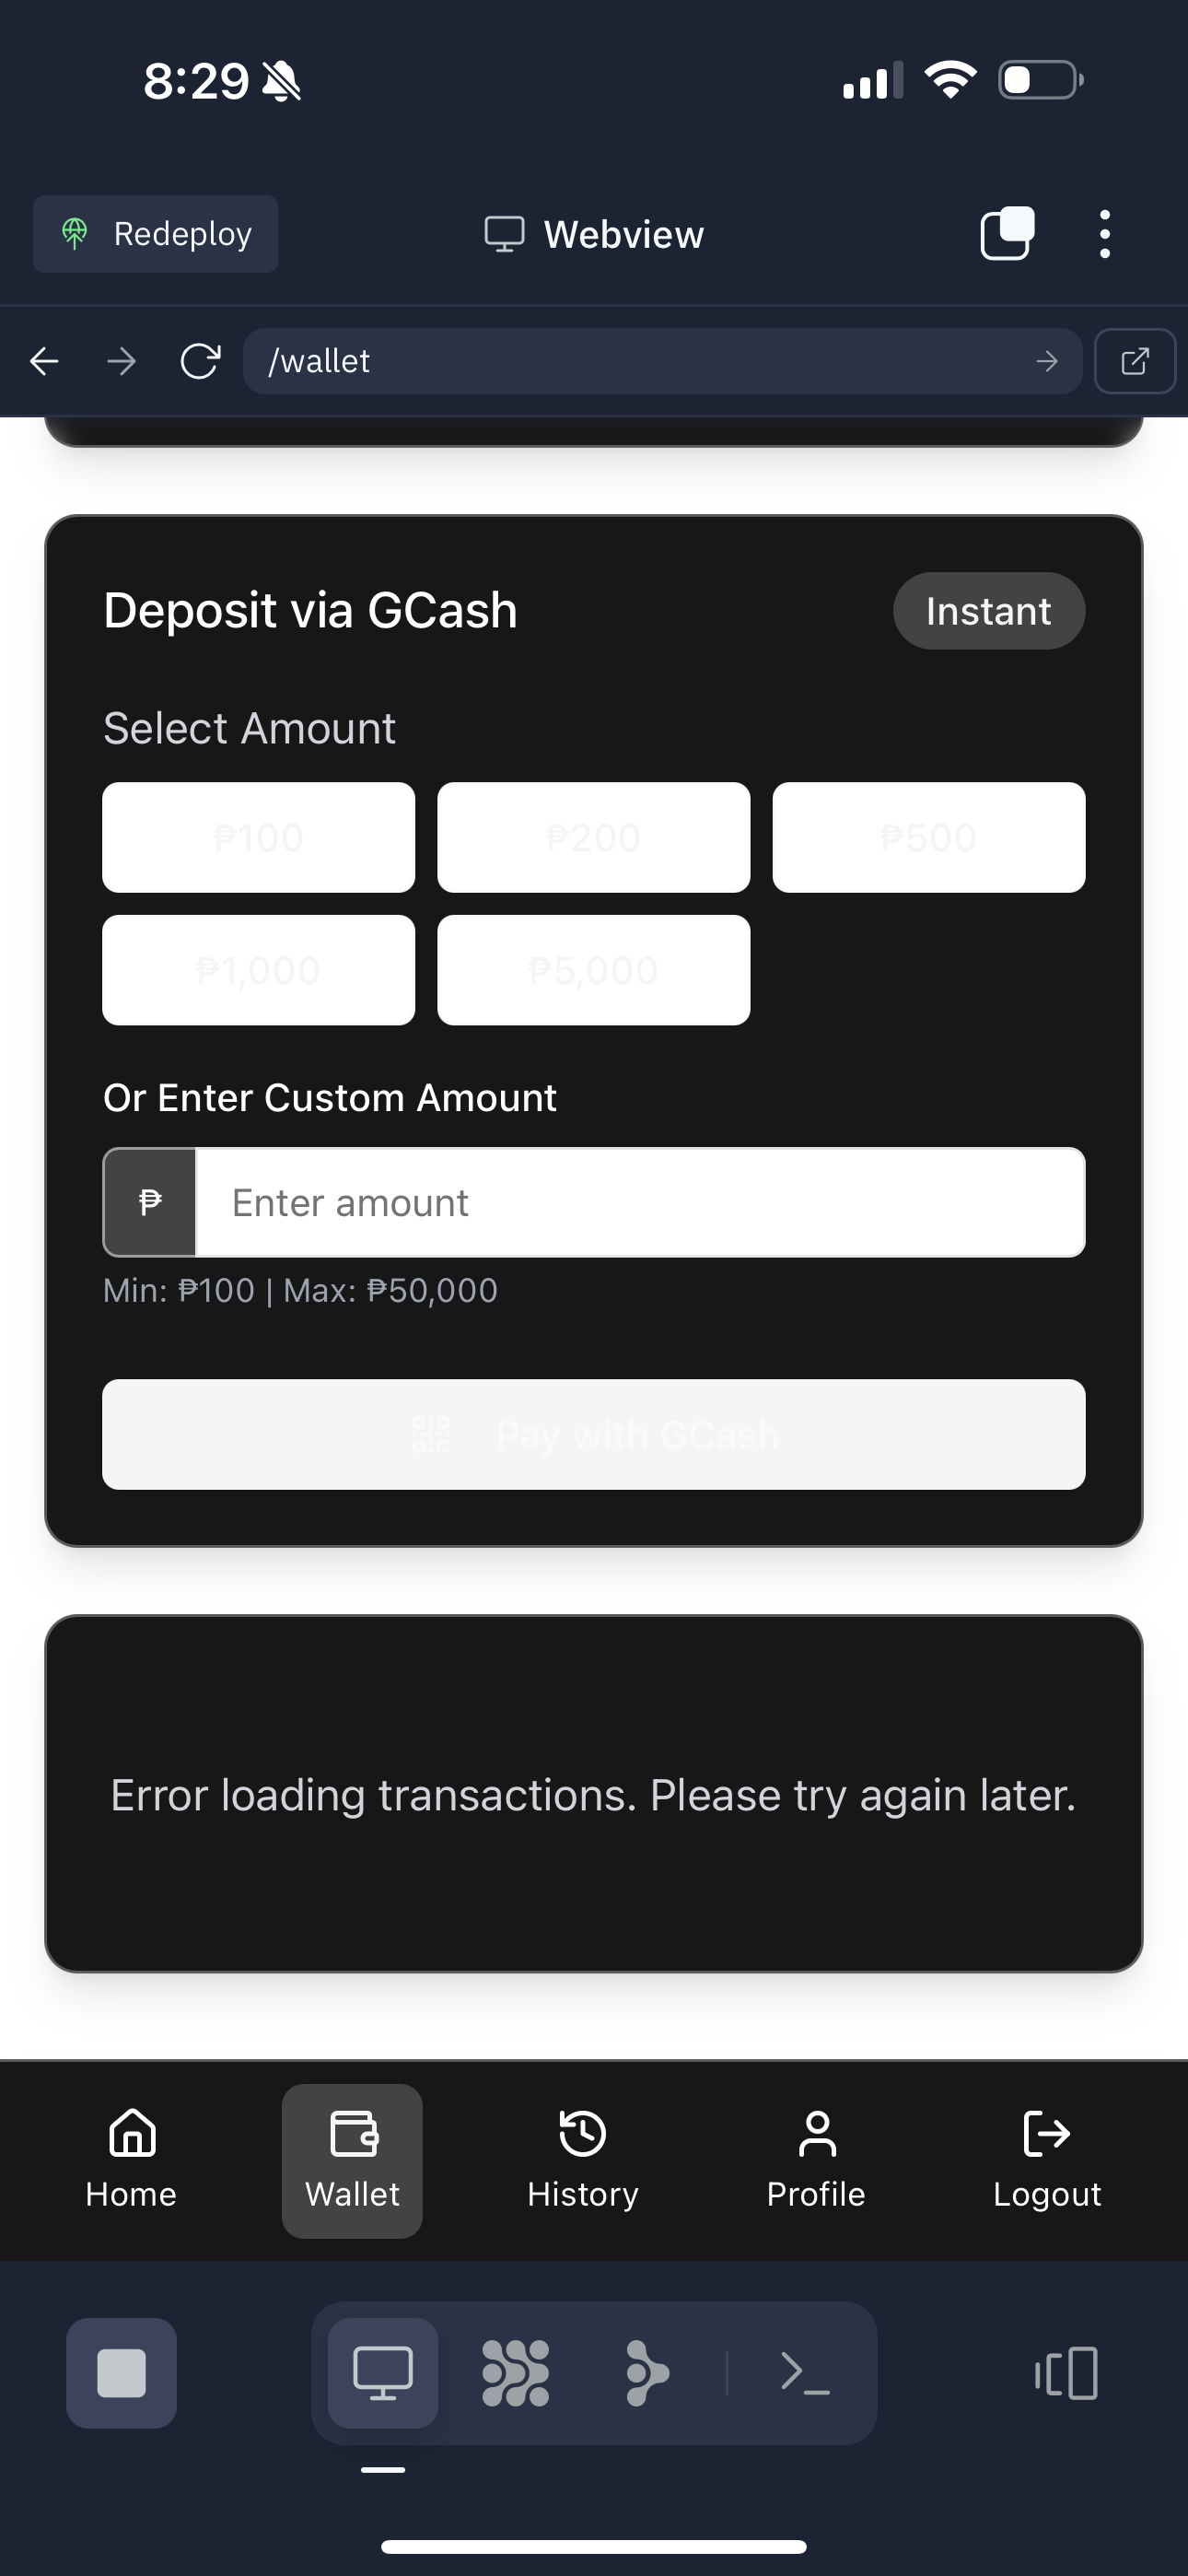 8:29
Redeploy
Webview
/wallet
Deposit via GCash
Instant
Select Amount
₱100
₱200
₱500
₱1,000
₱5,000
Or Enter Custom Amount
₱
Enter amount
Min: ₱100 | Max: ₱50,000
Pay with GCash
Error loading transactions. Please try again later.
Home
Wallet
History
Profile
Logout